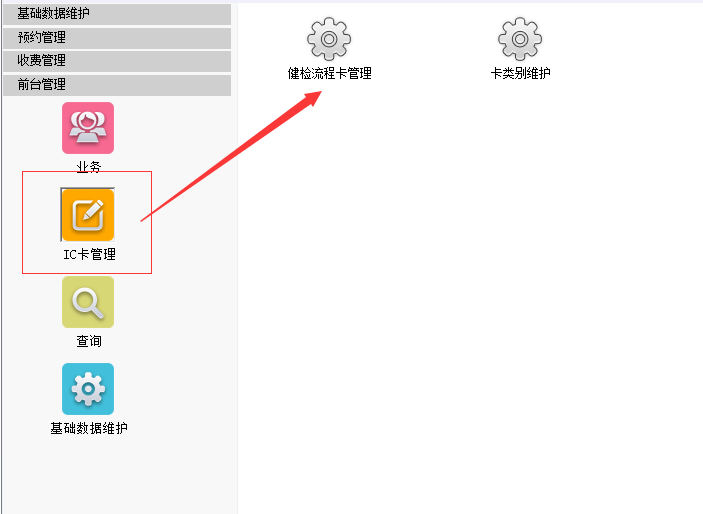 基础数据维护
预约管理
收费管理
前台管理
业务
IC卡管理
查询
基础数据维护
健检流程卡管理
卡类别维护